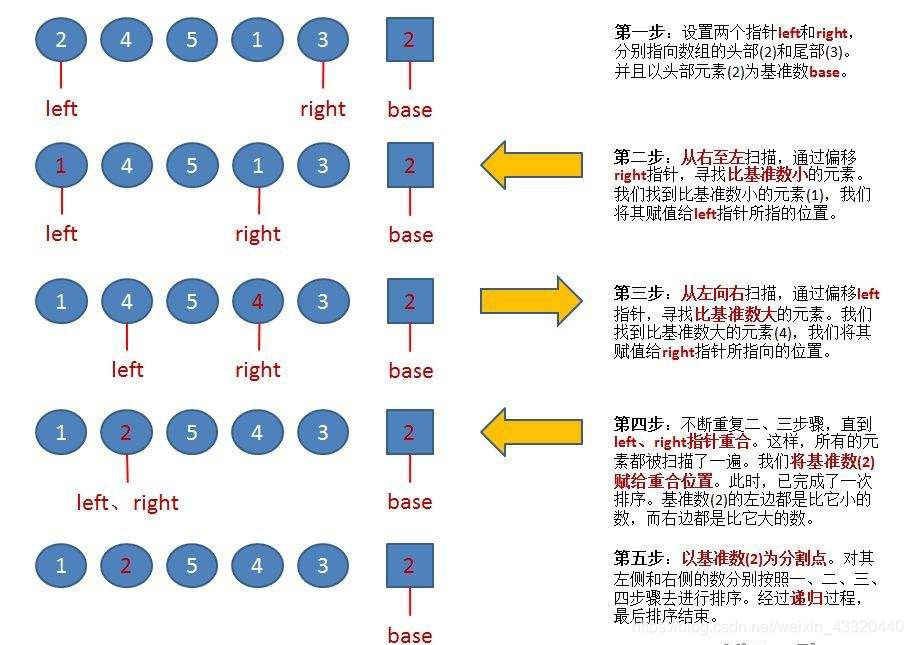 2 4 5 1 3 2
left right base
第一步：设置两个指针left和right，
分别指向数组的头部(2)和尾部(3)。
并且以头部元素(2)为基准数base。
1 4 5 1 3 2
left right base
第二步：从右至左扫描，通过偏移
right指针，寻找比基准数小的元素。
我们找到比基准数小的元素(1)，我们
将其赋值给left指针所指的位置。
1 4 5 4 3 2
left right base
第三步：从左向右扫描，通过偏移left
指针，寻找比基准数大的元素。我们
找到比基准数大的元素(4)，我们将其
赋值给right指针所指向的位置。
1 2 5 4 3 2
left、right base
第四步：不断重复二、三步骤，直到
left、right指针重合。这样，所有的元
素都被扫描了一遍。我们将基准数(2)
赋给重合位置。此时，已完成了一次
排序。基准数(2)的左边都是比它小的
数，而右边都是比它大的数。
1 2 5 4 3 2
base
第五步：以基准数(2)为分割点。对其
左侧和右侧的数分别按照一、二、三、
四步骤去进行排序。经过递归过程，
最后排序结束。
https://blog.csdn.net/weixin_43320440